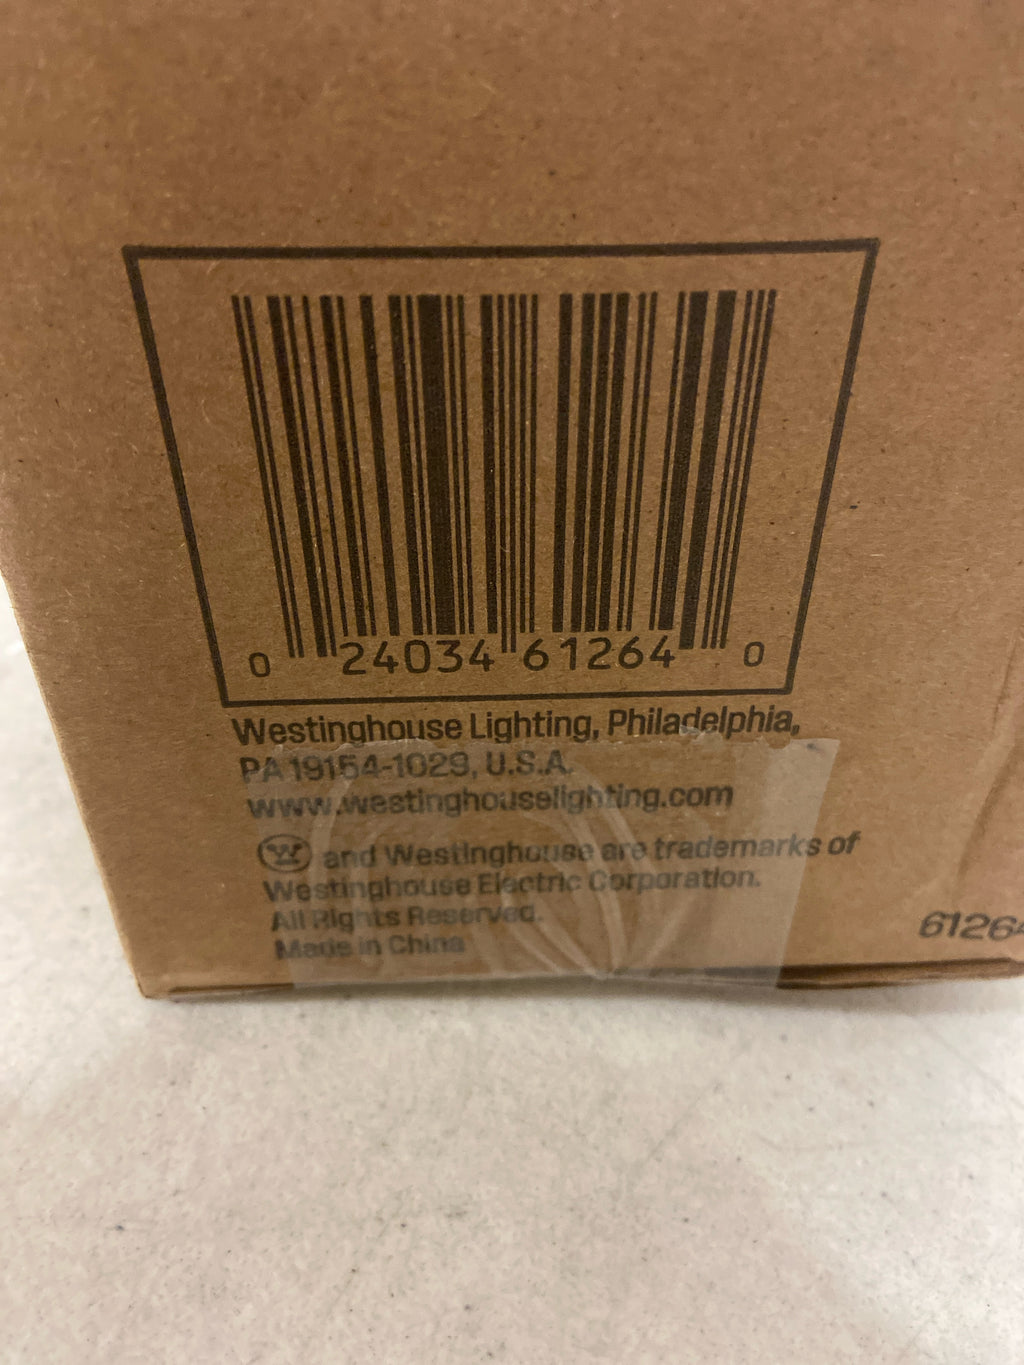 0 24034 61264 0
Westinghouse Lighting, Philadelphia,
PA 19154-1029, U.S.A.
www.westinghouselighting.com
W and Westinghouse are trademarks of
Westinghouse Electric Corporation.
All Rights Reserved.
Made in China
61264